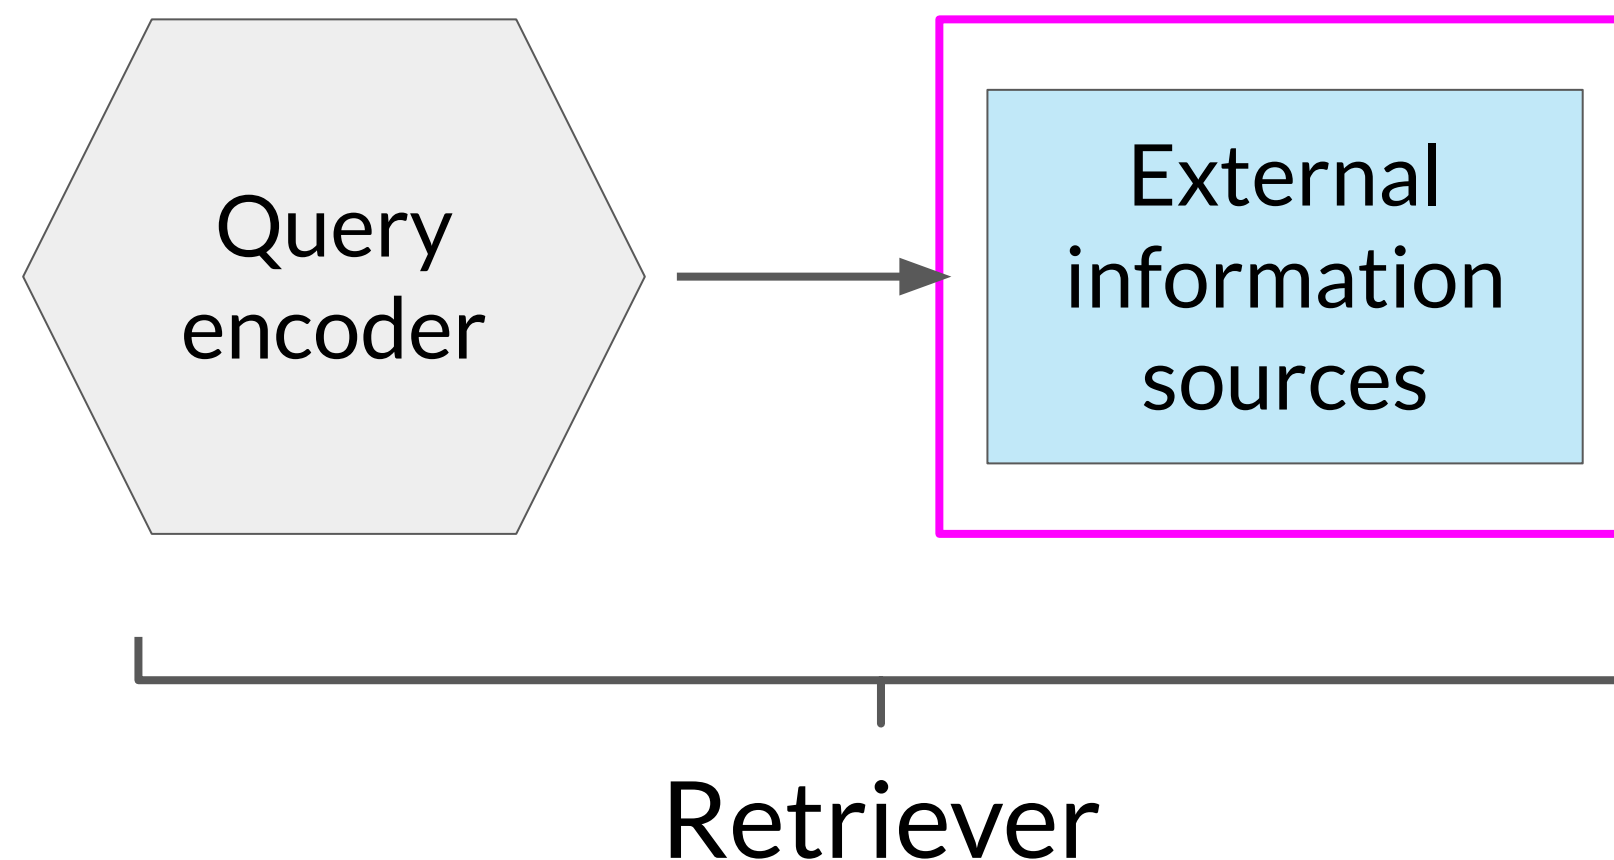 Query
encoder
External
information
sources
Retriever